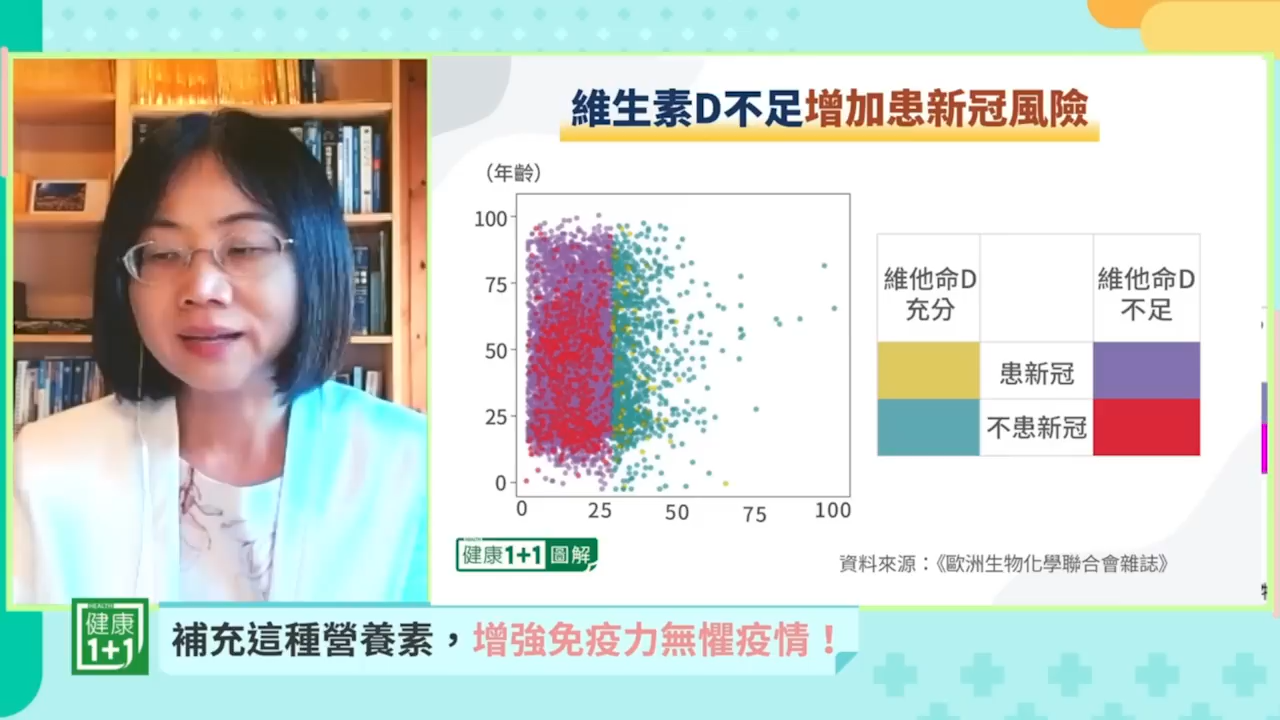 維生素D不足增加患新冠風險
（年齡）
100
75
50
25
0
0 25 50 75 100
維他命D
充分
維他命D
不足
患新冠
不患新冠
健康1+1 圖解
資料來源：《歐洲生物化學聯合會雜誌》
HEALTH
健康
1+1
補充這種營養素，增強免疫力無懼疫情！